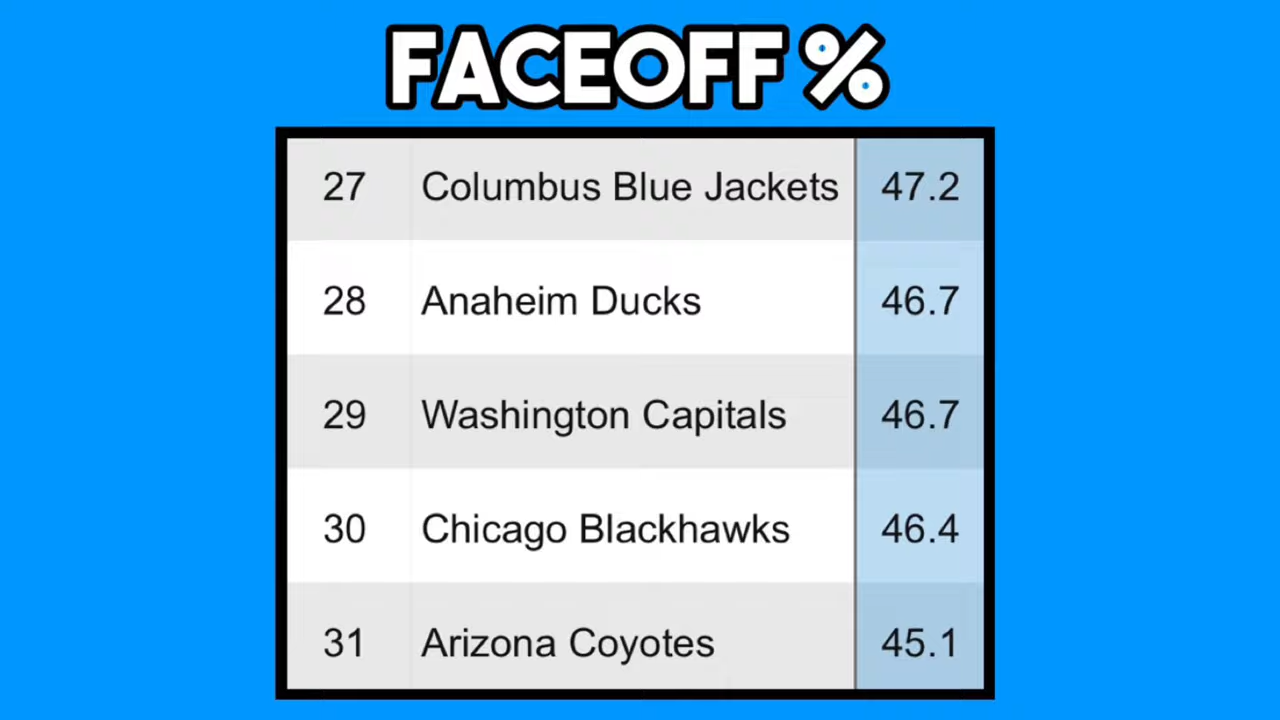 FACEOFF %
27 Columbus Blue Jackets 47.2
28 Anaheim Ducks 46.7
29 Washington Capitals 46.7
30 Chicago Blackhawks 46.4
31 Arizona Coyotes 45.1